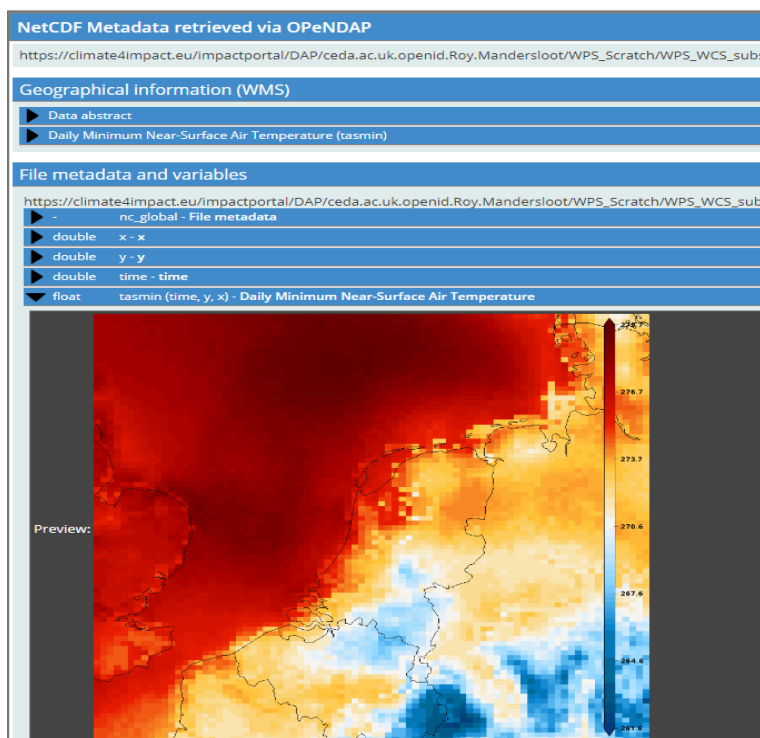 NetCDF Metadata retrieved via OPeNDAP
https://climate4impact.eu/impactportal/DAP/ceda.ac.uk.openid.Roy.Mandersloot/WPS_Scratch/WPS_WCS_subs
Geographical information (WMS)
Data abstract
Daily Minimum Near-Surface Air Temperature (tasmin)
File metadata and variables
https://climate4impact.eu/impactportal/DAP/ceda.ac.uk.openid.Roy.Mandersloot/WPS_Scratch/WPS_WCS_sub
- nc_global - File metadata
double x - x
double y - y
double time - time
float tasmin (time, y, x) - Daily Minimum Near-Surface Air Temperature
276.7
273.7
Preview:
270.6
267.6
264.6
261.6